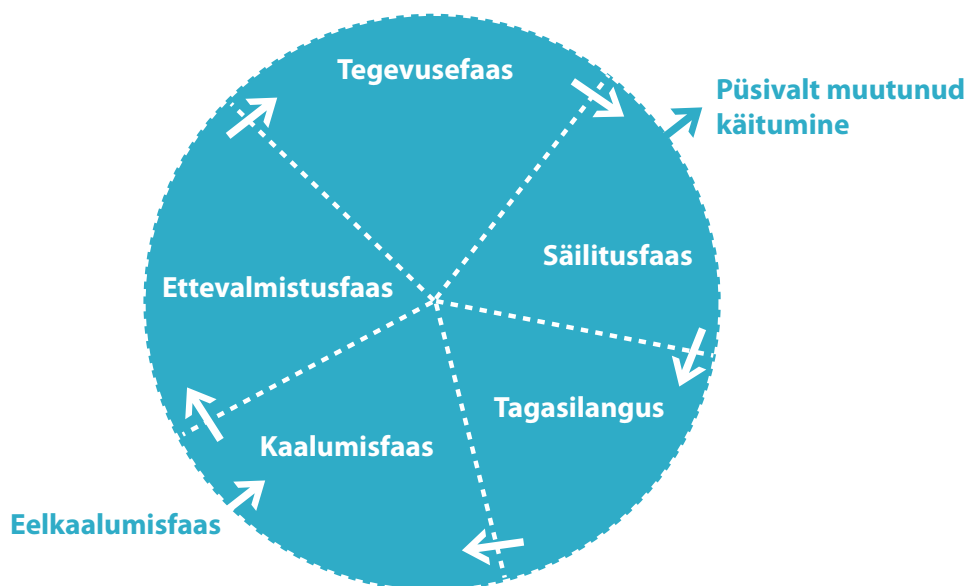 Tegevusefaas
Püsivalt muutunud
käitumine
Säilitusfaas
Ettevalmistusfaas
Tagasilangus
Kaalumisfaas
Eelkaalumisfaas